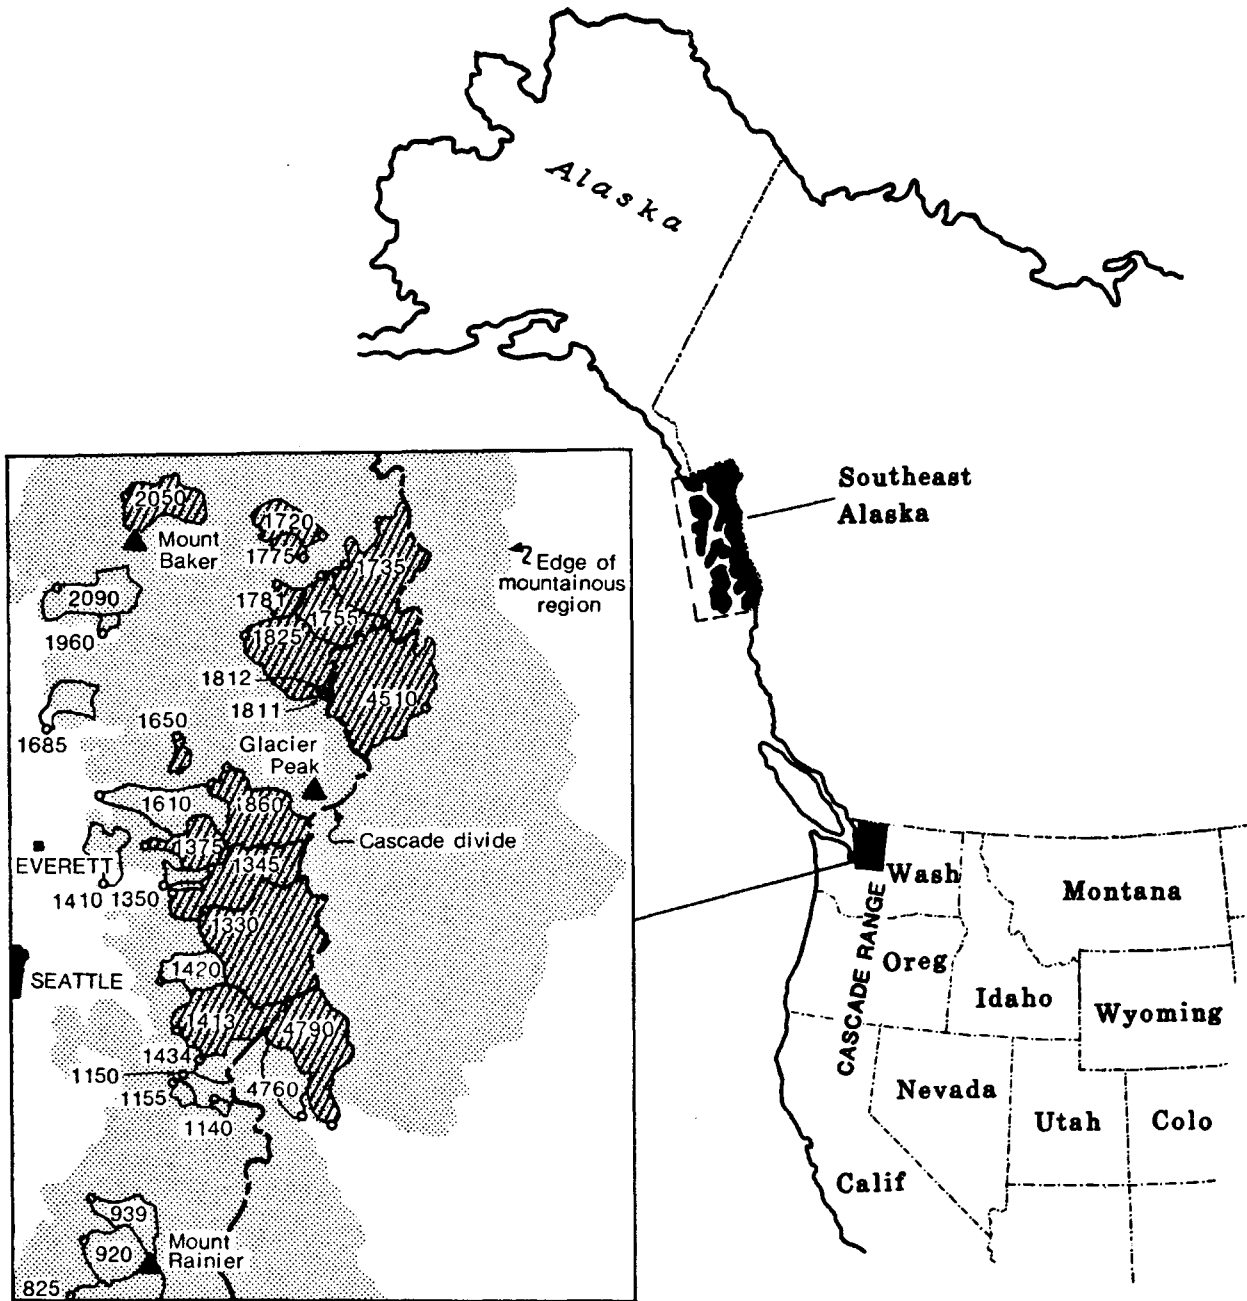 Alaska
Southeast
Alaska
2050
Mount
Baker
1720
1775
1735
Edge of
mountainous
region
2090
1781
1755
1960
1825
1812
4510
1811
1685
1650
Glacier
Peak
1610
1860
Cascade divide
EVERETT
1375
1345
1410
1350
1330
SEATTLE
1420
1413
4790
1434
1150
4760
1155
1140
939
920
Mount
Rainier
825
Wash
Montana
CASCADE RANGE
Oreg
Idaho
Wyoming
Nevada
Utah
Colo
Calif